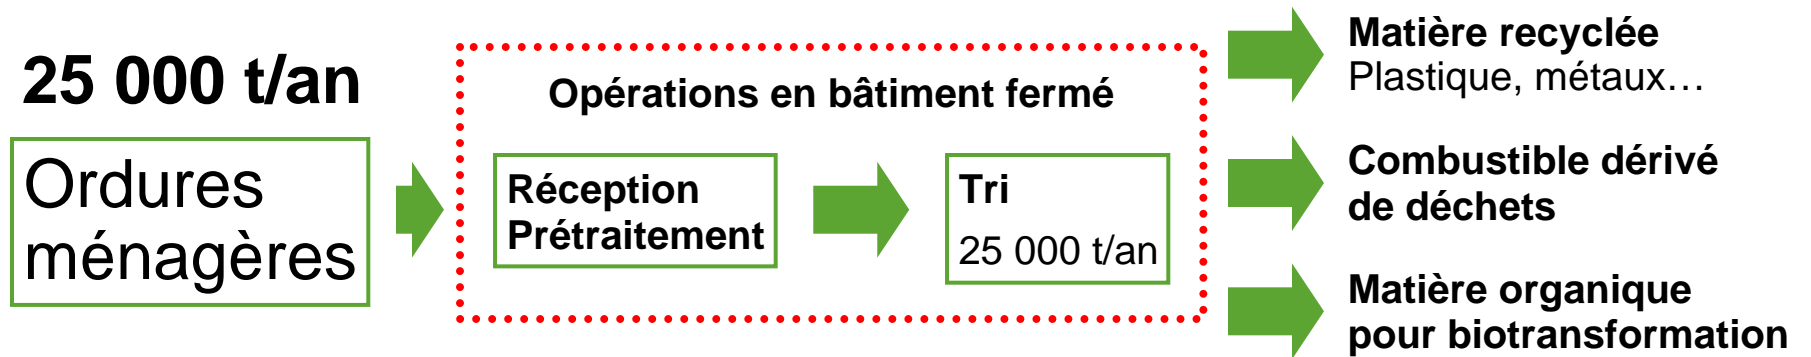 25 000 t/an
Ordures
ménagères
Opérations en bâtiment fermé
Réception
Prétraitement
Tri
25 000 t/an
Matière recyclée
Plastique, métaux…
Combustible dérivé
de déchets
Matière organique
pour biotransformation